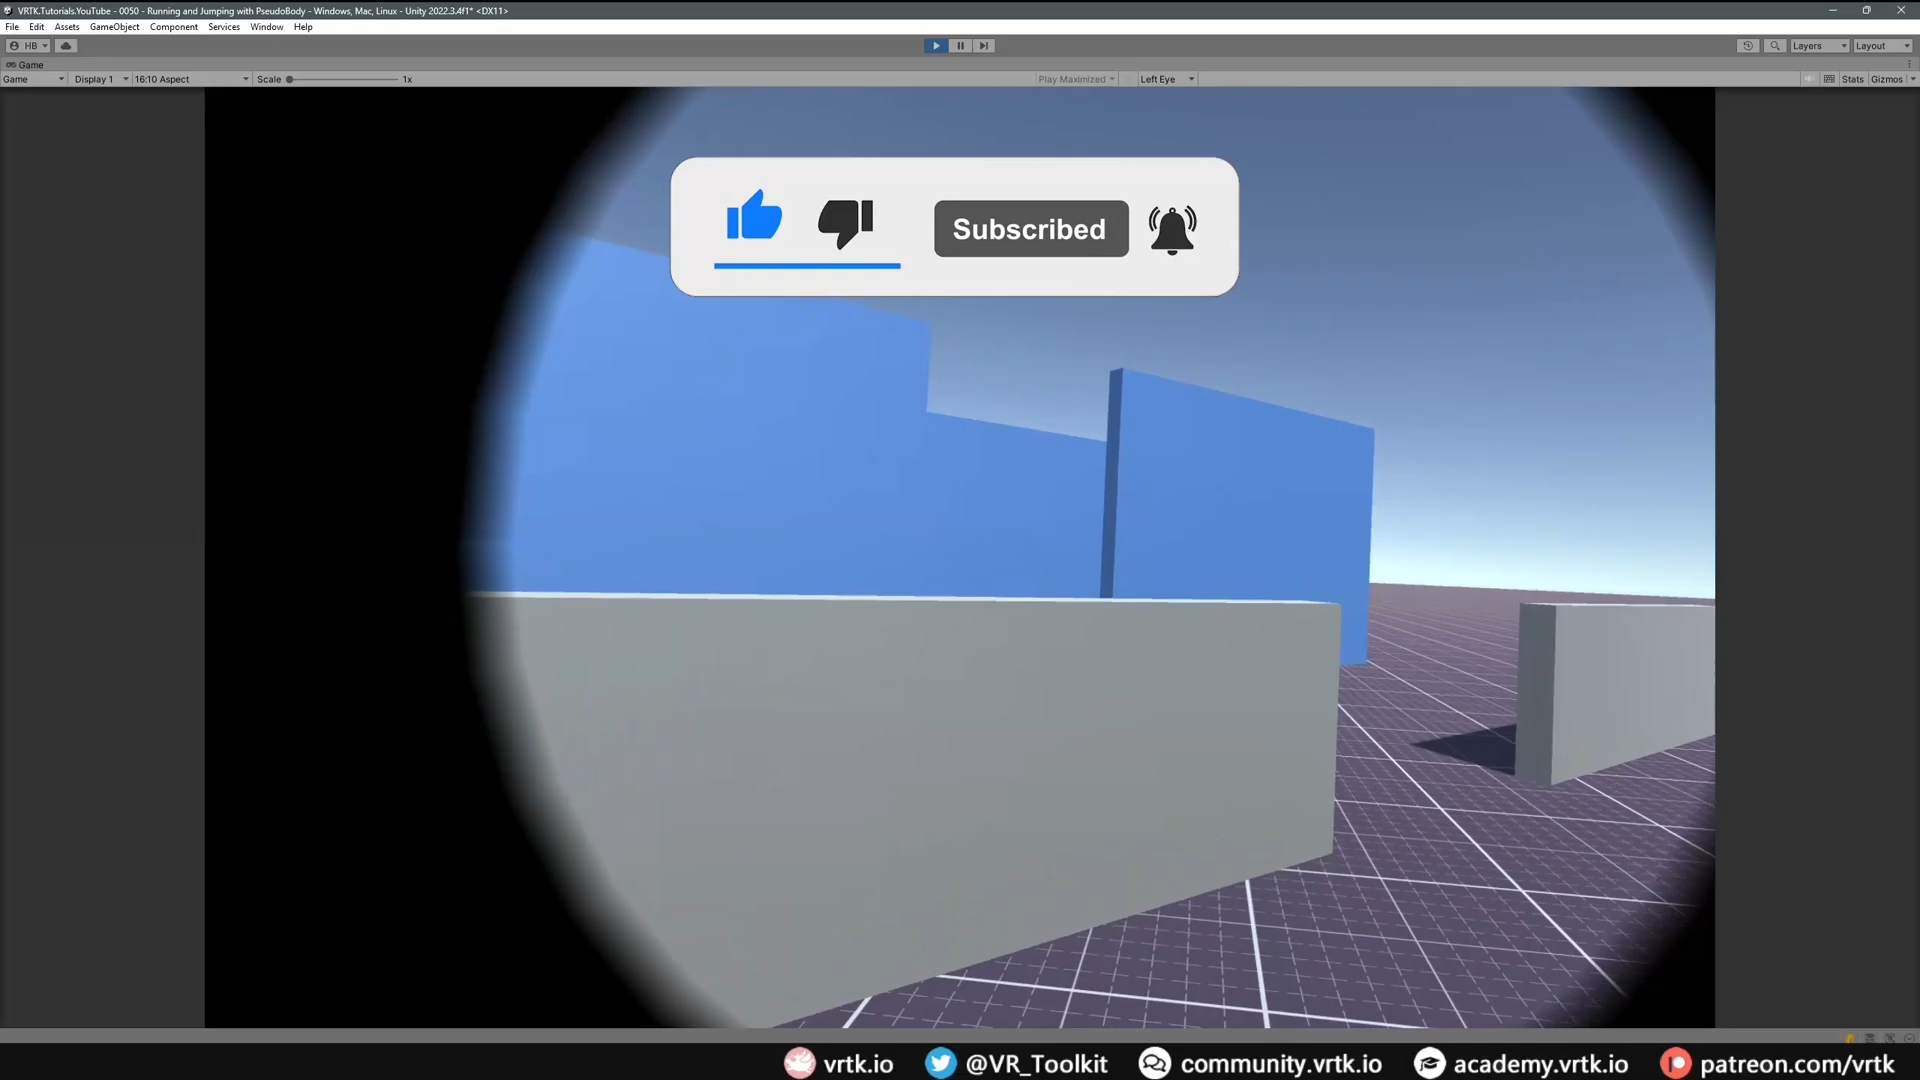 VRTK.Tutorials.YouTube - 0050 - Running and Jumping with PseudoBody - Windows, Mac, Linux - Unity 2022.3.4f1* <DX11>
File Edit Assets GameObject Component Services Window Help
HB Layers Layout
Game
Game Display 1 16:10 Aspect Scale 1x Play Maximized Left Eye Stats Gizmos
Subscribed
vrtk.io @VR_Toolkit community.vrtk.io academy.vrtk.io patreon.com/vrtk